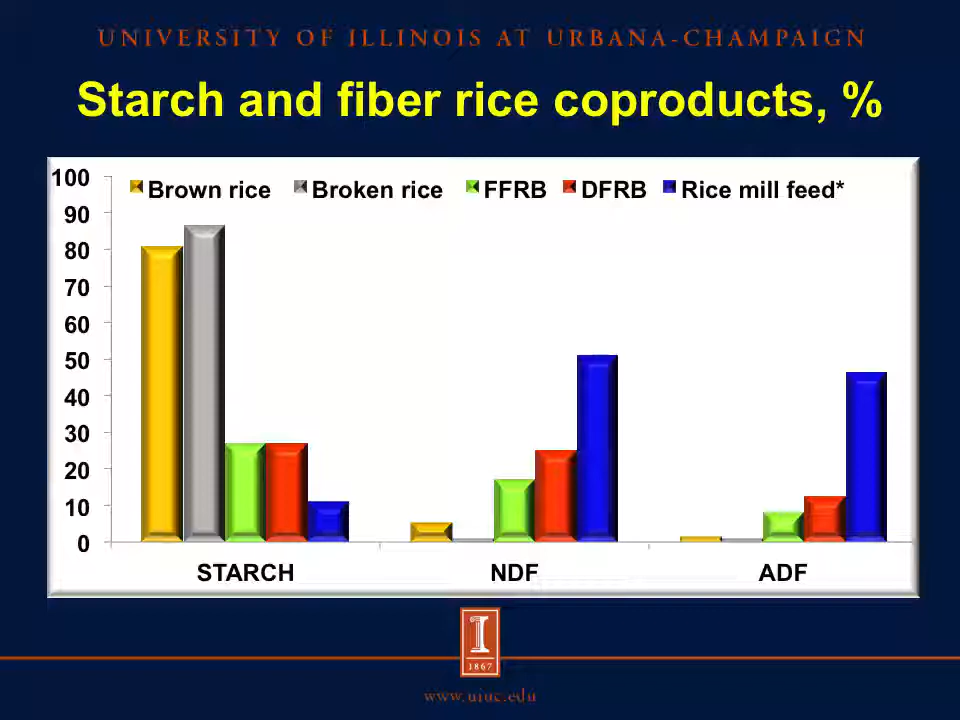 UNIVERSITY OF ILLINOIS AT URBANA-CHAMPAIGN
Starch and fiber rice coproducts, %
Brown rice Broken rice FFRB DFRB Rice mill feed*
100
90
80
70
60
50
40
30
20
10
0
STARCH NDF ADF
I
1867
www.uiuc.edu